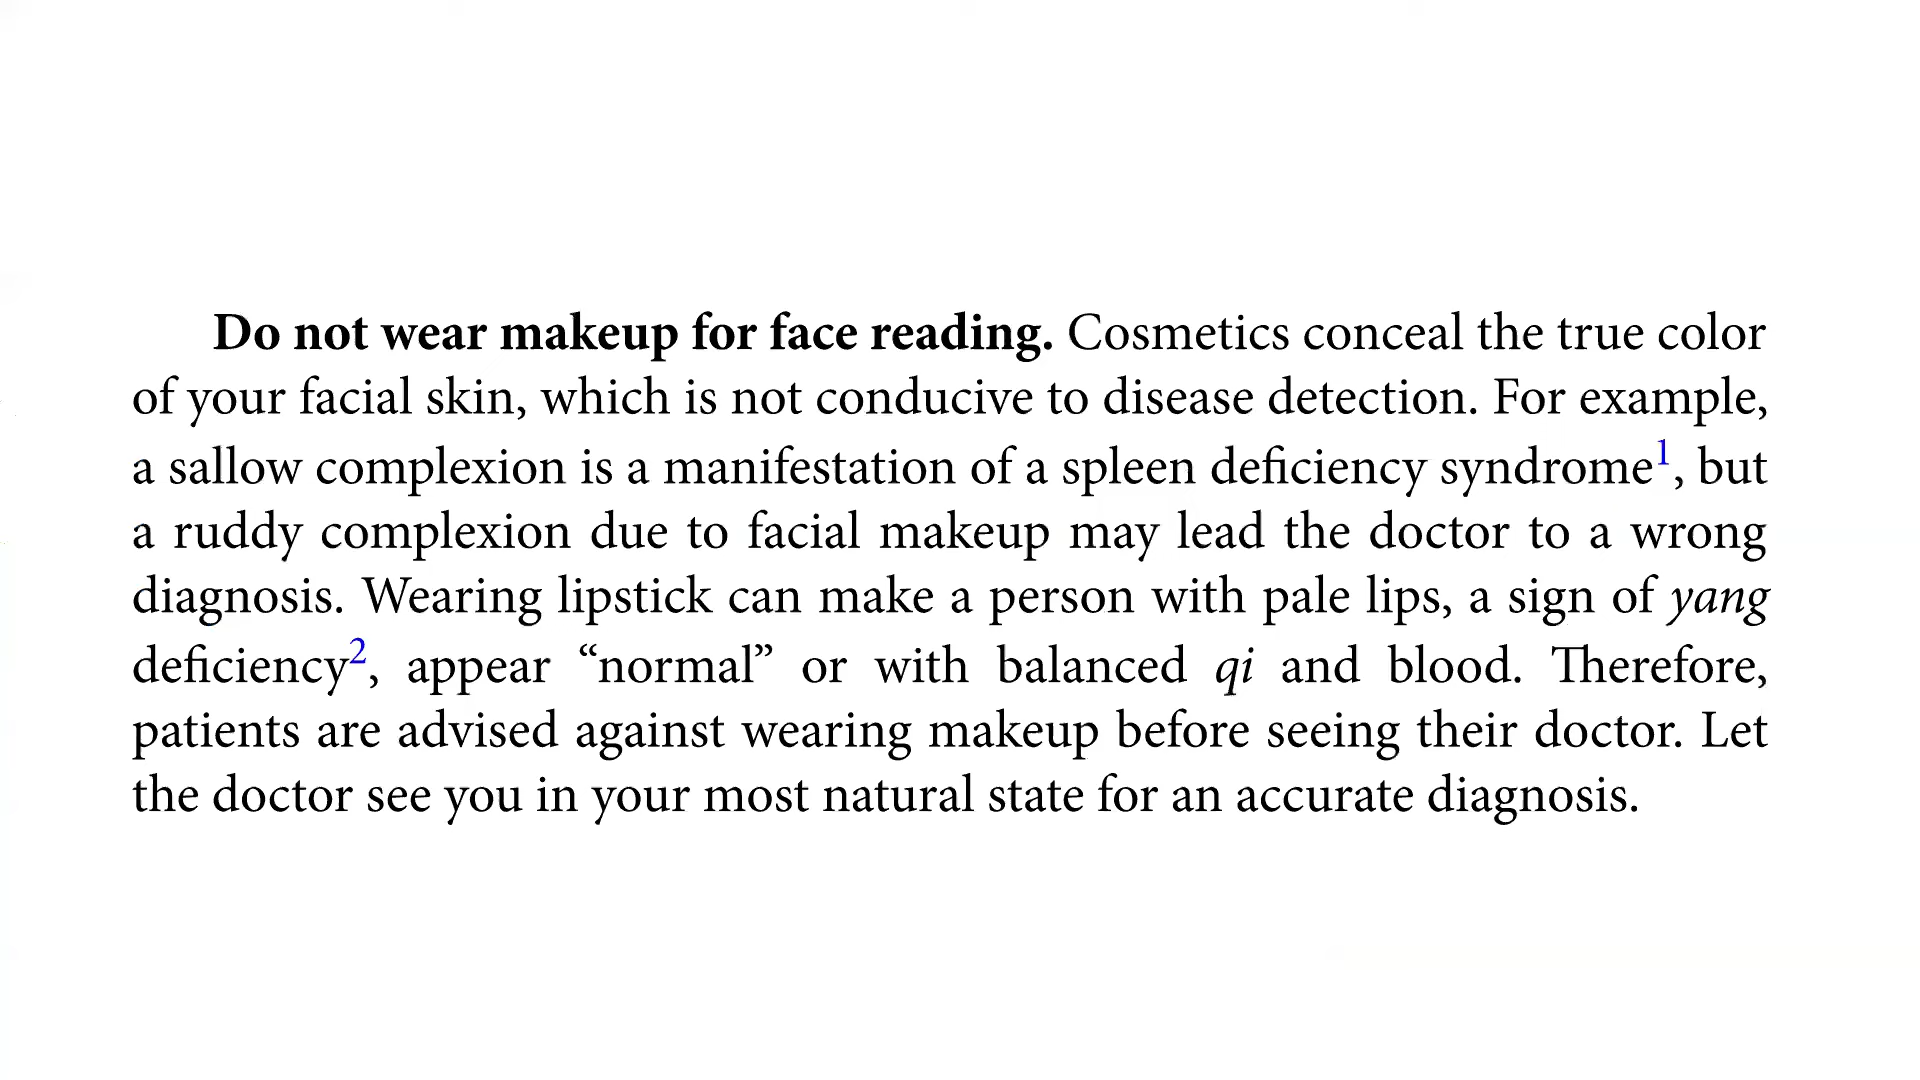 Do not wear makeup for face reading. Cosmetics conceal the true color
of your facial skin, which is not conducive to disease detection. For example,
a sallow complexion is a manifestation of a spleen deficiency syndrome1, but
a ruddy complexion due to facial makeup may lead the doctor to a wrong
diagnosis. Wearing lipstick can make a person with pale lips, a sign of yang
deficiency2, appear “normal” or with balanced qi and blood. Therefore,
patients are advised against wearing makeup before seeing their doctor. Let
the doctor see you in your most natural state for an accurate diagnosis.